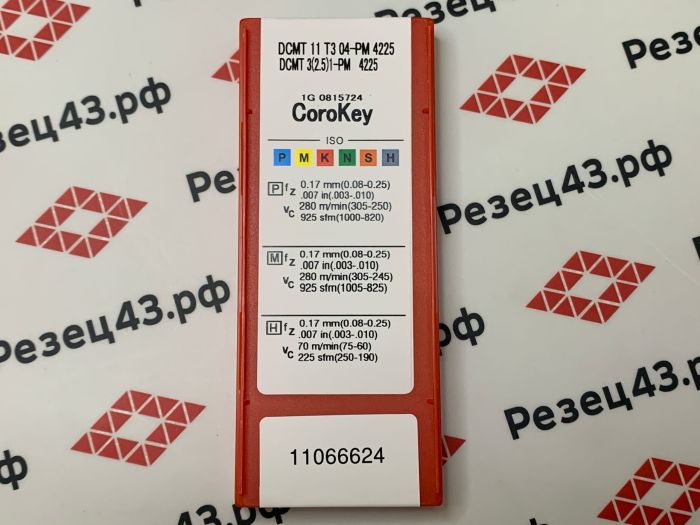 DCMT 11 T3 04-PM 4225
DCMT 3(2.5)1-PM 4225
1G 0815724
CoroKey
ISO
P M K N S H
P fz 0.17 mm(0.08-0.25)
.007 in(.003-.010)
vc 280 m/min(305-250)
925 sfm(1000-820)
M fz 0.17 mm(0.08-0.25)
.007 in(.003-.010)
vc 280 m/min(305-245)
925 sfm(1005-825)
H fz 0.17 mm(0.08-0.25)
.007 in(.003-.010)
vc 70 m/min(75-60)
225 sfm(250-190)
11066624
Резец43.рф
Резец43.рф
Резец43.рф
Резец43.рф
Резец43.рф